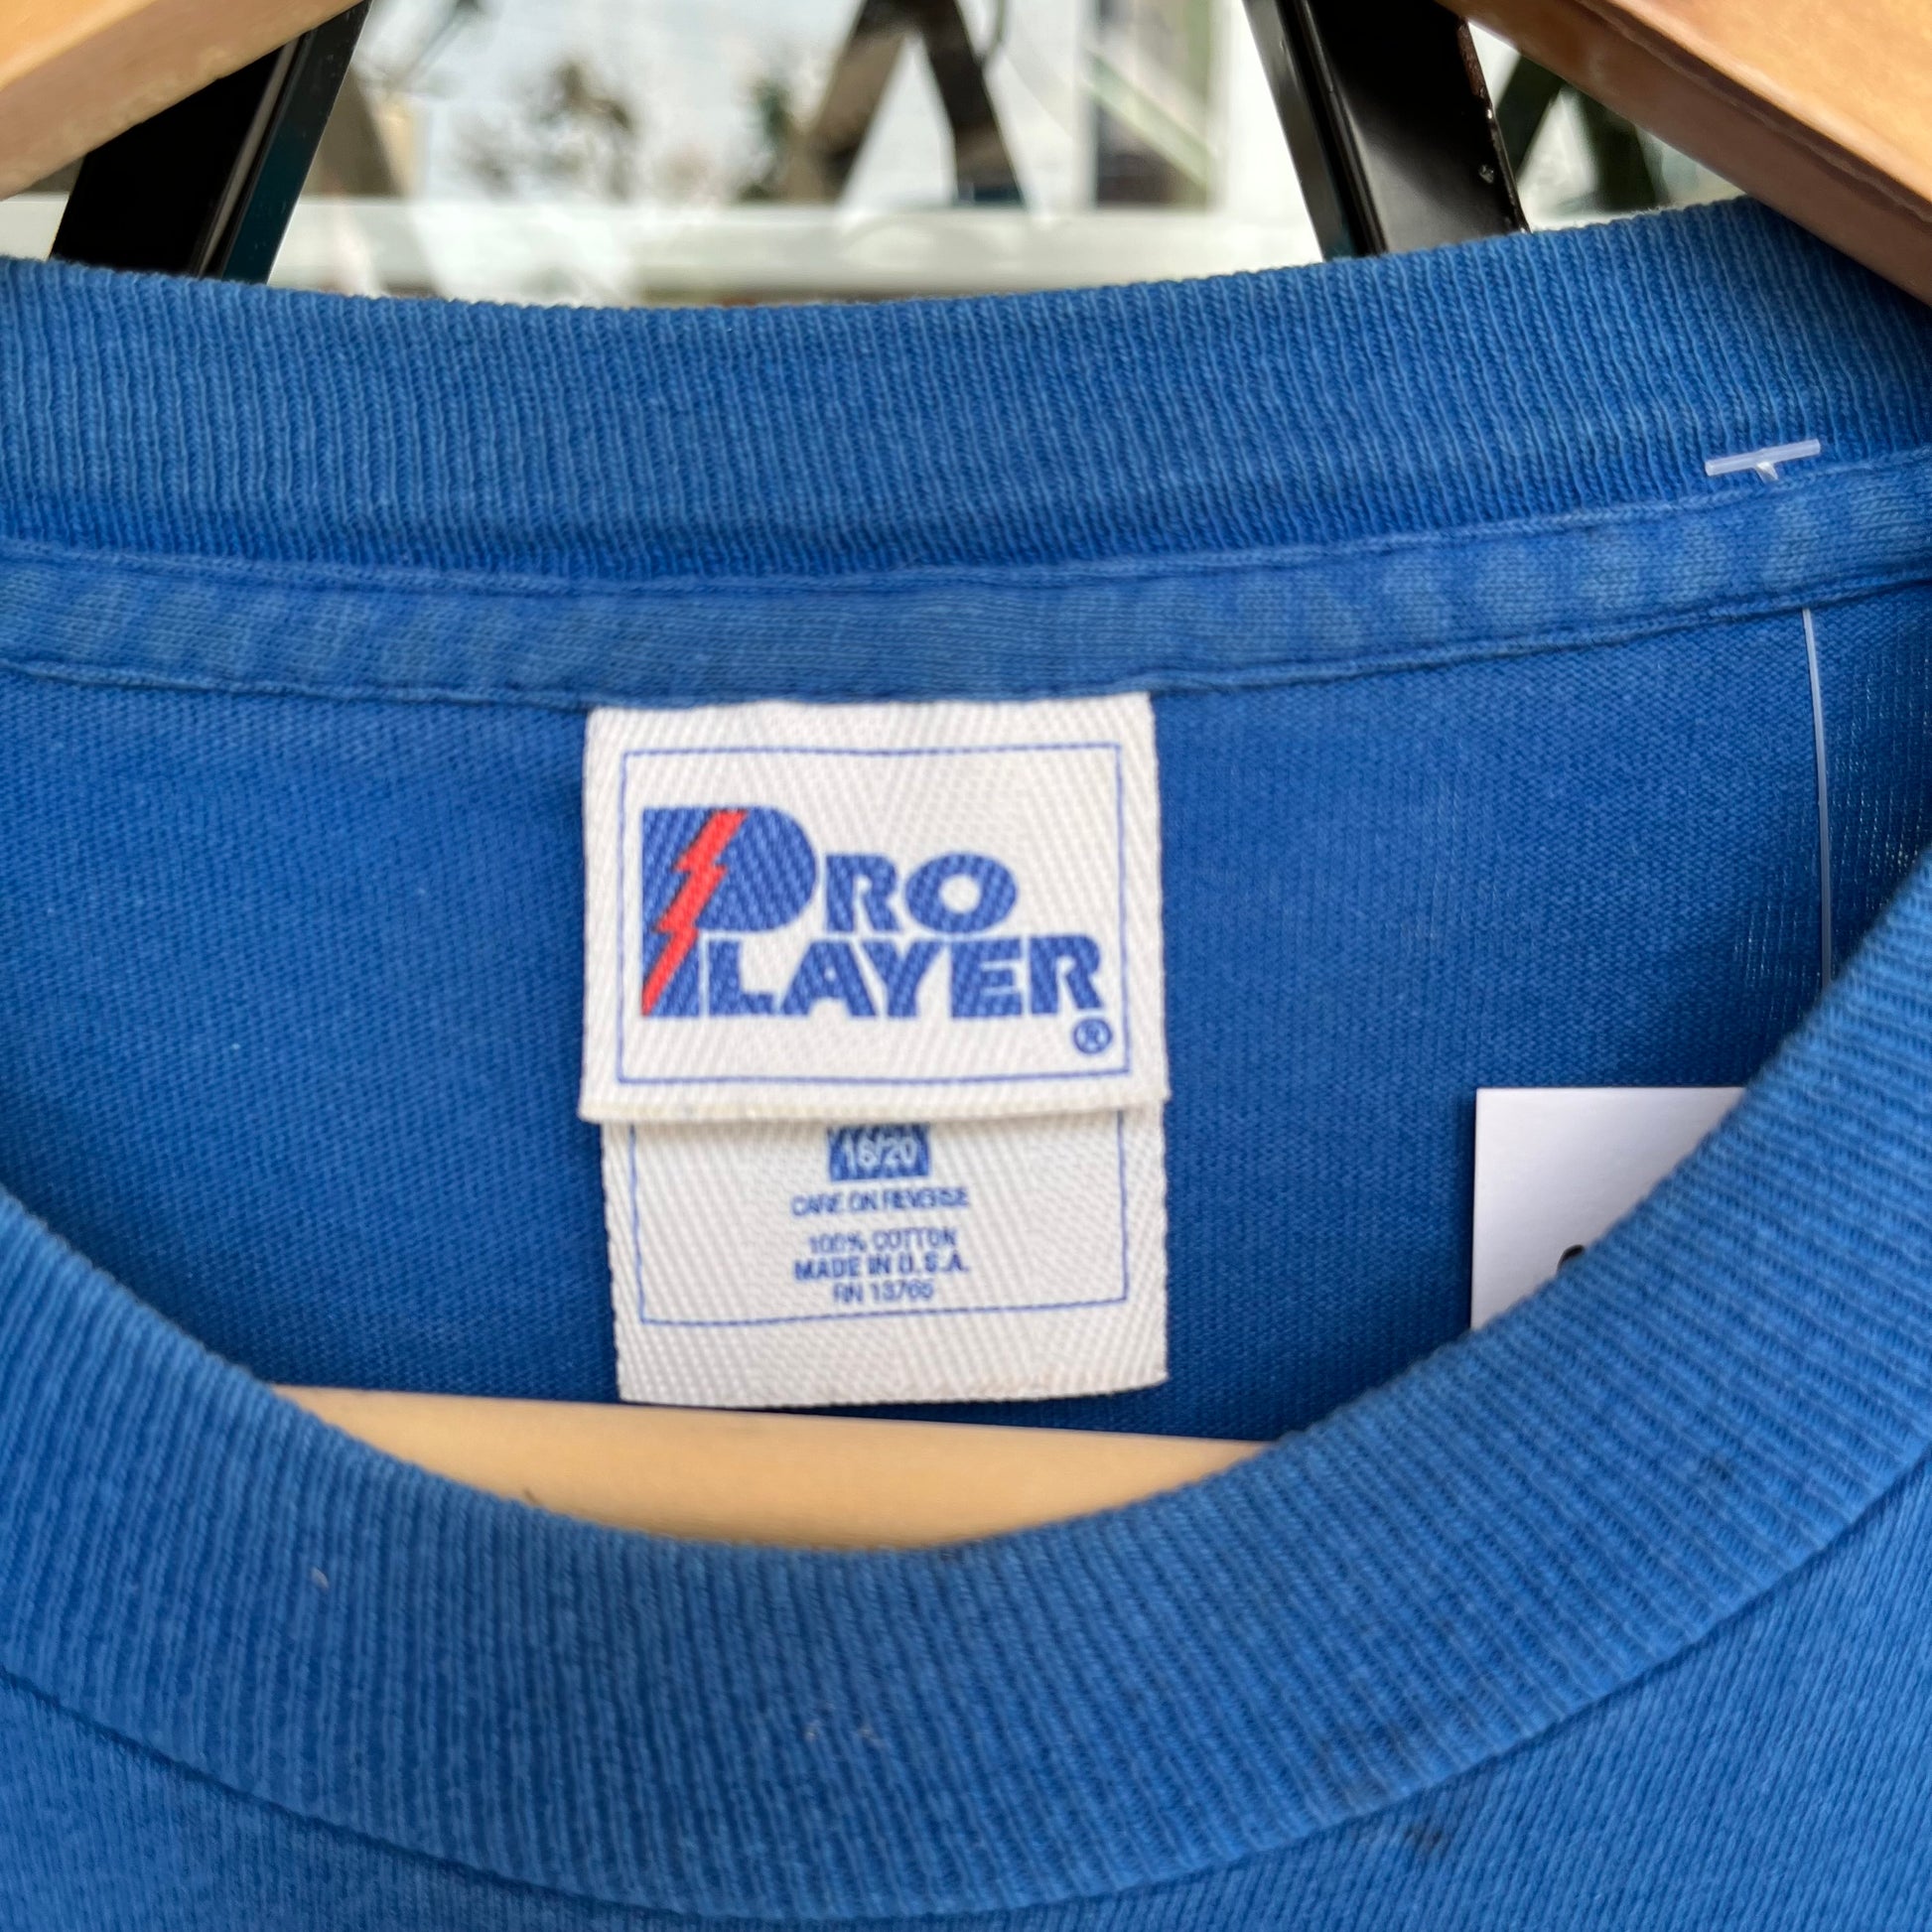 PRO
PLAYER
®
16/20
CARE ON REVERSE
100% COTTON
MADE IN U.S.A.
RN 13765